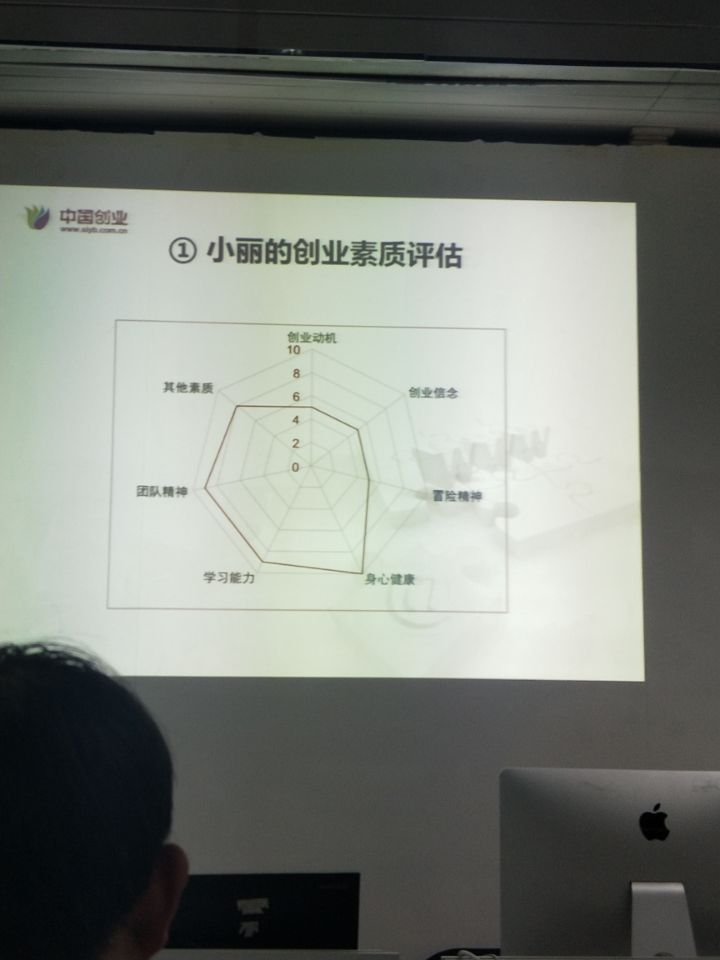 中国创业
www.siyb.com.cn
① 小丽的创业素质评估
创业动机
10
8
6
4
2
0
创业信念
冒险精神
身心健康
学习能力
团队精神
其他素质